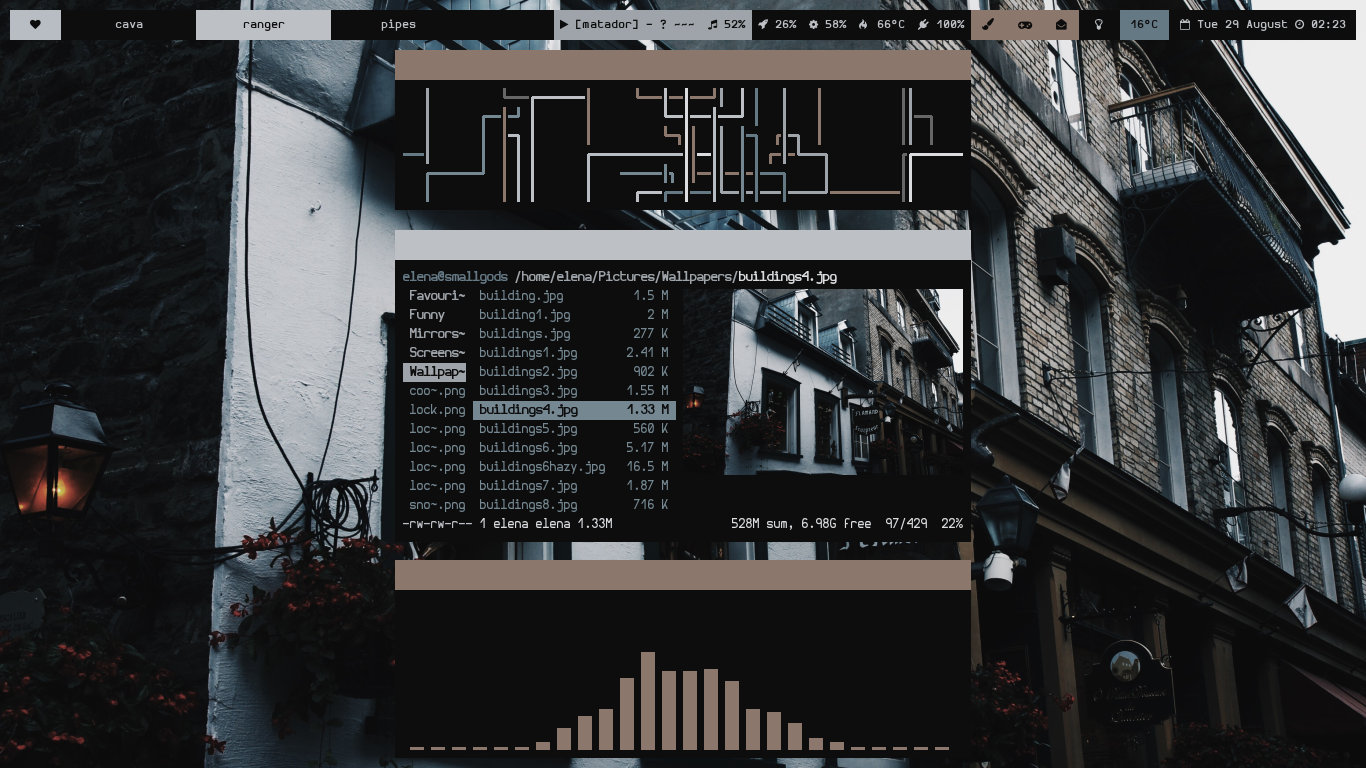 cava ranger pipes [matador] - ? ~~~ 52% 26% 58% 66°C 100% 16°C Tue 29 August 02:23
elena@smallgods /home/elena/Pictures/Wallpapers/buildings4.jpg
Favouri~ building.jpg 1.5 M
Funny building1.jpg 2 M
Mirrors~ buildings.jpg 277 K
Screens~ buildings1.jpg 2.41 M
Wallpap~ buildings2.jpg 902 K
coo~.png buildings3.jpg 1.55 M
lock.png buildings4.jpg 1.33 M
loc~.png buildings5.jpg 560 K
loc~.png buildings6.jpg 5.17 M
loc~.png buildings6hazy.jpg 16.5 M
loc~.png buildings7.jpg 1.87 M
sno~.png buildings8.jpg 716 K
-rw-rw-r-- 1 elena elena 1.33M 528M sum, 6.98G free 97/429 22%